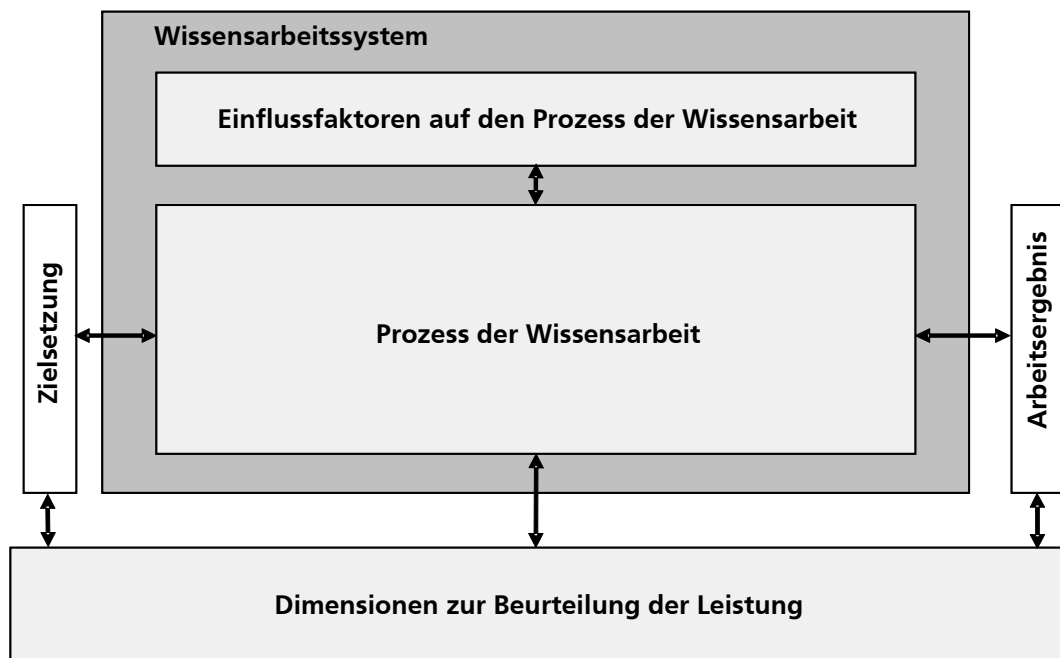 Wissensarbeitssystem
Einflussfaktoren auf den Prozess der Wissensarbeit
Zielsetzung
Prozess der Wissensarbeit
Arbeitsergebnis
Dimensionen zur Beurteilung der Leistung